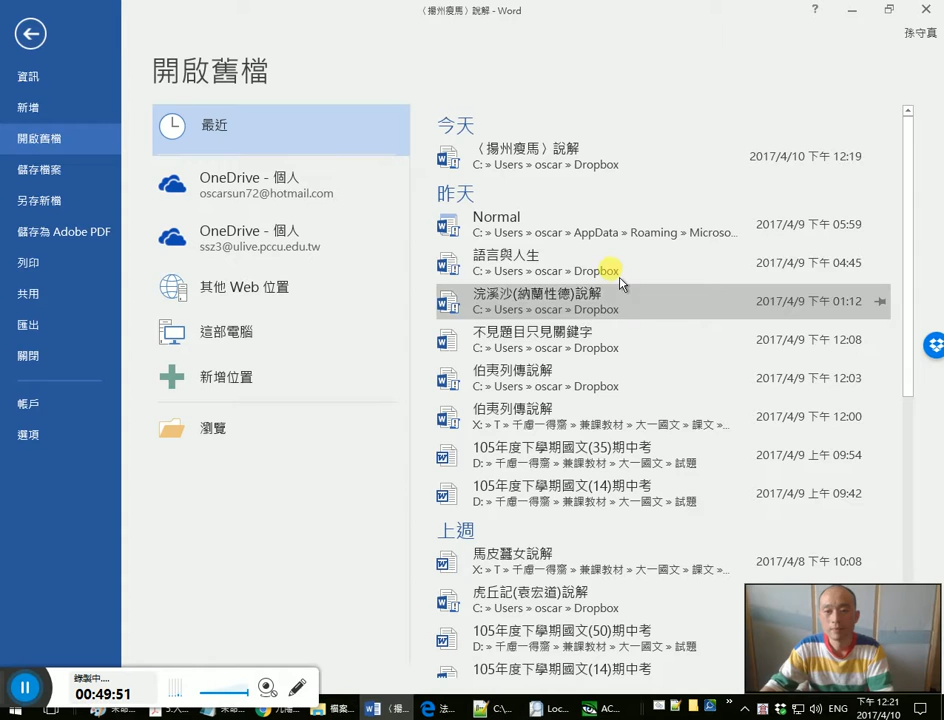 〈揚州瘦馬〉說解 - Word
?
孫守真
資訊
新增
開啟舊檔
儲存檔案
另存新檔
儲存為 Adobe PDF
列印
共用
匯出
關閉
帳戶
選項
開啟舊檔
最近
OneDrive - 個人
oscarsun72@hotmail.com
OneDrive - 個人
ssz3@ulive.pccu.edu.tw
其他 Web 位置
這部電腦
新增位置
瀏覽
今天
〈揚州瘦馬〉說解
C: » Users » oscar » Dropbox
2017/4/10 下午 12:19
昨天
Normal
C: » Users » oscar » AppData » Roaming » Microso...
2017/4/9 下午 05:59
語言與人生
C: » Users » oscar » Dropbox
2017/4/9 下午 04:45
浣溪沙(納蘭性德)說解
C: » Users » oscar » Dropbox
2017/4/9 下午 01:12
不見題目只見關鍵字
C: » Users » oscar » Dropbox
2017/4/9 下午 12:08
伯夷列傳說解
C: » Users » oscar » Dropbox
2017/4/9 下午 12:03
伯夷列傳說解
X: » T » 千慮一得齋 » 兼課教材 » 大一國文 » 課文 »...
2017/4/9 下午 12:00
105年度下學期國文(35)期中考
D: » 千慮一得齋 » 兼課教材 » 大一國文 » 試題
2017/4/9 上午 09:54
105年度下學期國文(14)期中考
D: » 千慮一得齋 » 兼課教材 » 大一國文 » 試題
2017/4/9 上午 09:42
上週
馬皮蠶女說解
X: » T » 千慮一得齋 » 兼課教材 » 大一國文 » 課文 »...
2017/4/8 下午 10:08
虎丘記(袁宏道)說解
C: » Users » oscar » Dropbox
105年度下學期國文(50)期中考
D: » 千慮一得齋 » 兼課教材 » 大一國文 » 試題
105年度下學期國文(14)期中考
錄製中....
00:49:51
檔案...
法...
C:\...
Loc...
AC...
ENG
下午 12:21
2017/4/10